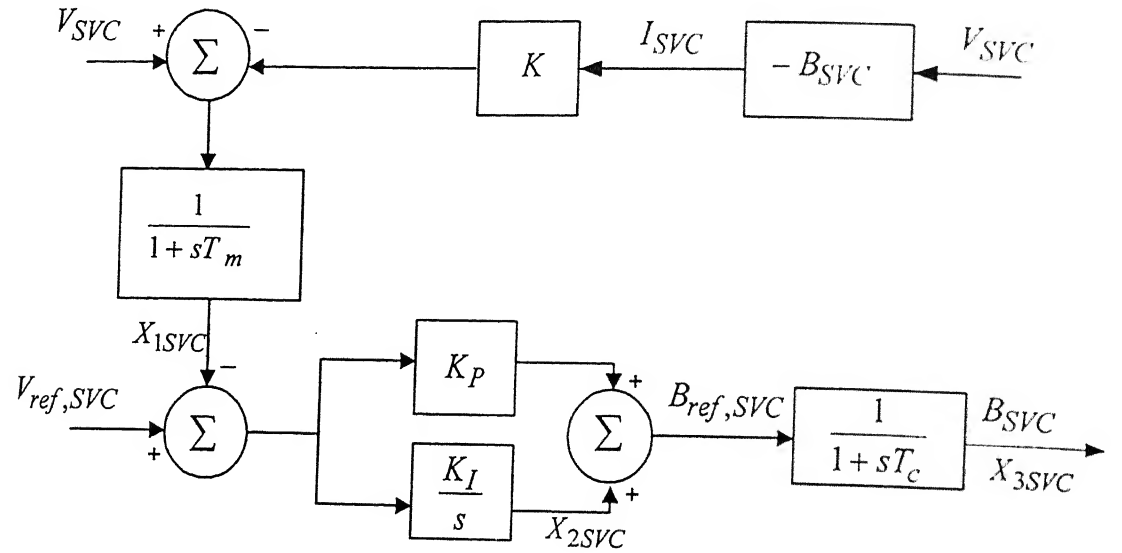 V_SVC + Σ − K I_SVC − B_SVC V_SVC
1
1 + sT_m
X_1SVC
−
V_ref,SVC + Σ
K_P
K_I
s
X_2SVC
+ Σ +
B_ref,SVC
1
1 + sT_c
B_SVC
X_3SVC